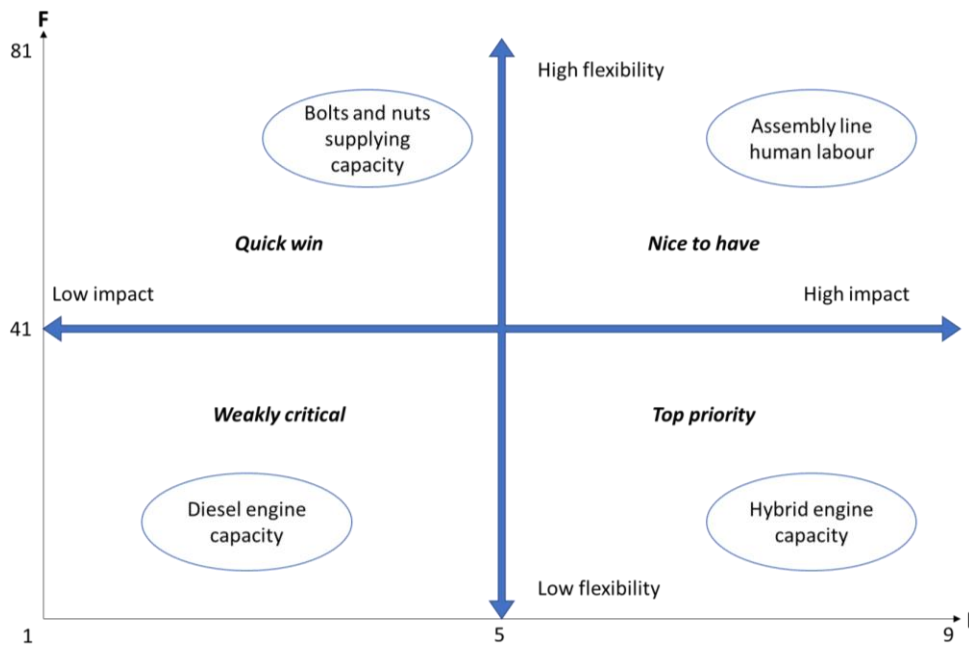 F
81
High flexibility
Bolts and nuts
supplying
capacity
Assembly line
human labour
Quick win
Nice to have
Low impact
High impact
41
Weakly critical
Top priority
Diesel engine
capacity
Hybrid engine
capacity
Low flexibility
1
5
9